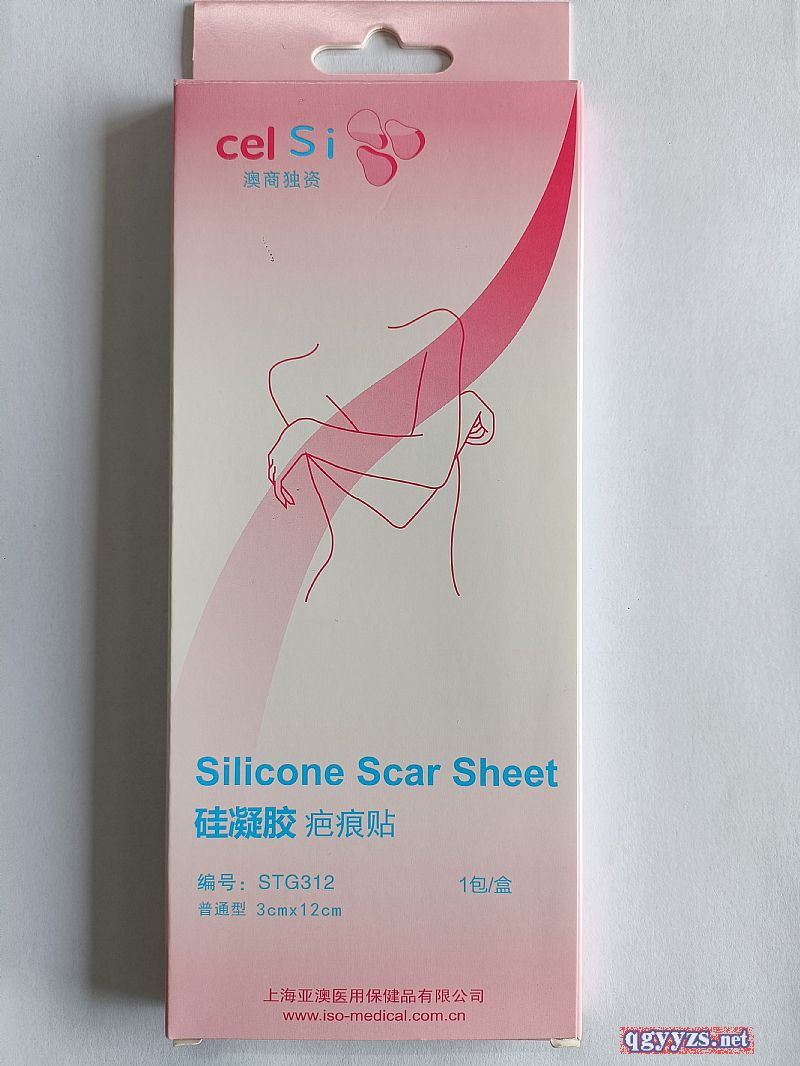 cel Si
澳商独资
Silicone Scar Sheet
硅凝胶 疤痕贴
编号：STG312 1包/盒
普通型 3cmx12cm
上海亚澳医用保健品有限公司
www.iso-medical.com.cn
qgyyzs.net